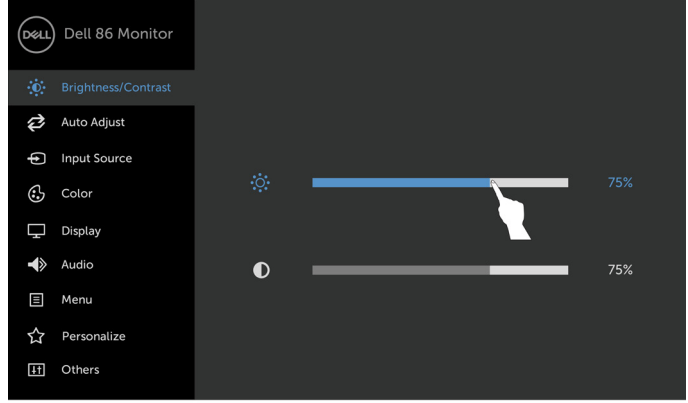 DELL
Dell 86 Monitor
Brightness/Contrast
Auto Adjust
Input Source
Color
Display
Audio
Menu
Personalize
Others
75%
75%